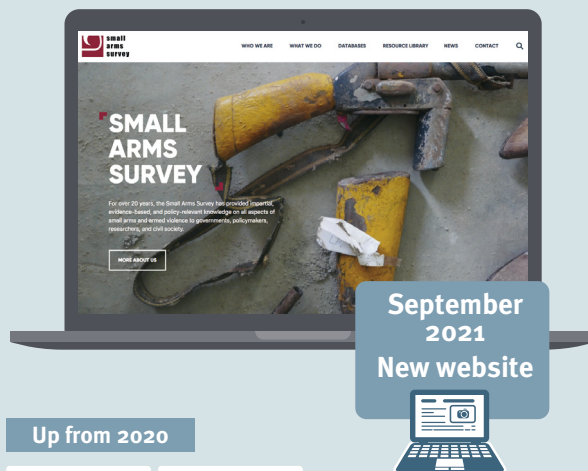 small
arms
survey
WHO WE ARE WHAT WE DO DATABASES RESOURCE LIBRARY NEWS CONTACT
SMALL
ARMS
SURVEY
For over 20 years, the Small Arms Survey has provided impartial,
evidence-based, and policy-relevant knowledge on all aspects of
small arms and armed violence to governments, policymakers,
researchers, and civil society.
MORE ABOUT US
September
2021
New website
Up from 2020